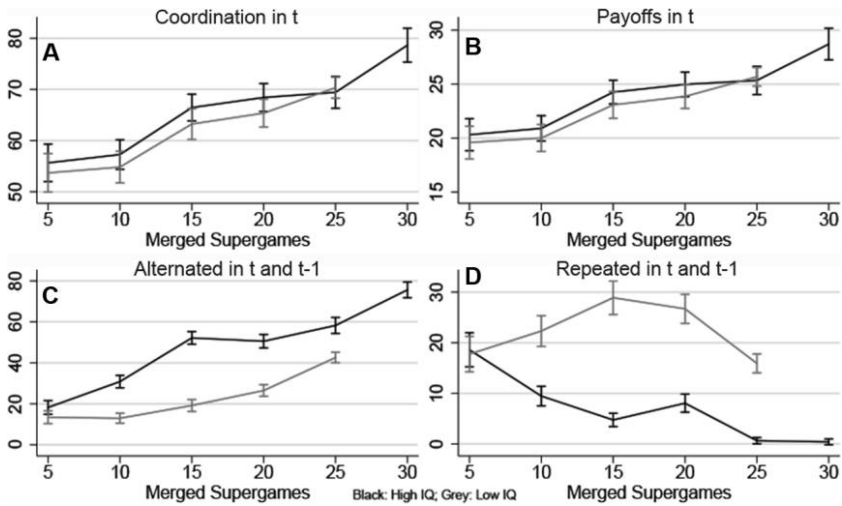 Coordination in t
A
80
70
60
50
5 10 15 20 25 30
Merged Supergames
Payoffs in t
B
30
25
20
15
5 10 15 20 25 30
Merged Supergames
Alternated in t and t-1
C
80
60
40
20
0
5 10 15 20 25 30
Merged Supergames
Repeated in t and t-1
D
30
20
10
0
5 10 15 20 25 30
Merged Supergames
Black: High IQ; Grey: Low IQ